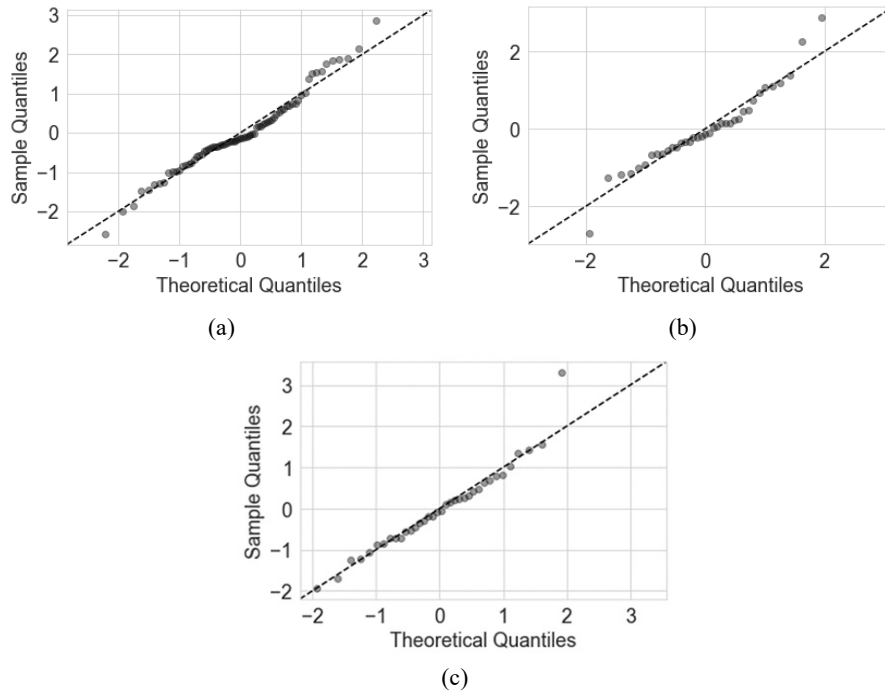 3
2
1
0
−1
−2
Sample Quantiles
−2 −1 0 1 2 3
Theoretical Quantiles
(a)
2
0
−2
Sample Quantiles
−2 0 2
Theoretical Quantiles
(b)
3
2
1
0
−1
−2
Sample Quantiles
−2 −1 0 1 2 3
Theoretical Quantiles
(c)